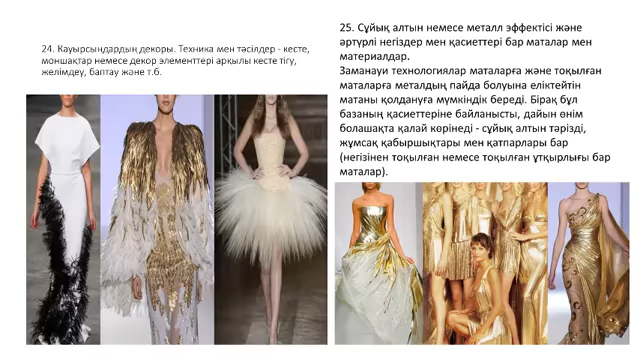 24. Кауырсындардың декоры. Техника мен тәсілдер - кесте,
моншақтар немесе декор элементтері арқылы кесте тігу,
желімдеу, баптау және т.б.
25. Сұйық алтын немесе металл эффектісі және
әртүрлі негіздер мен қасиеттері бар маталар мен
материалдар.
Заманауи технологиялар маталарға және тоқылған
маталарға металдың пайда болуына еліктейтін
матаны қолдануға мүмкіндік береді. Бірақ бұл
базаның қасиеттеріне байланысты, дайын өнім
болашақта қалай көрінеді - сұйық алтын тәрізді,
жұмсақ қабыршықтары мен қатпарлары бар
(негізінен тоқылған немесе тоқылған ұтқырлығы бар
маталар).